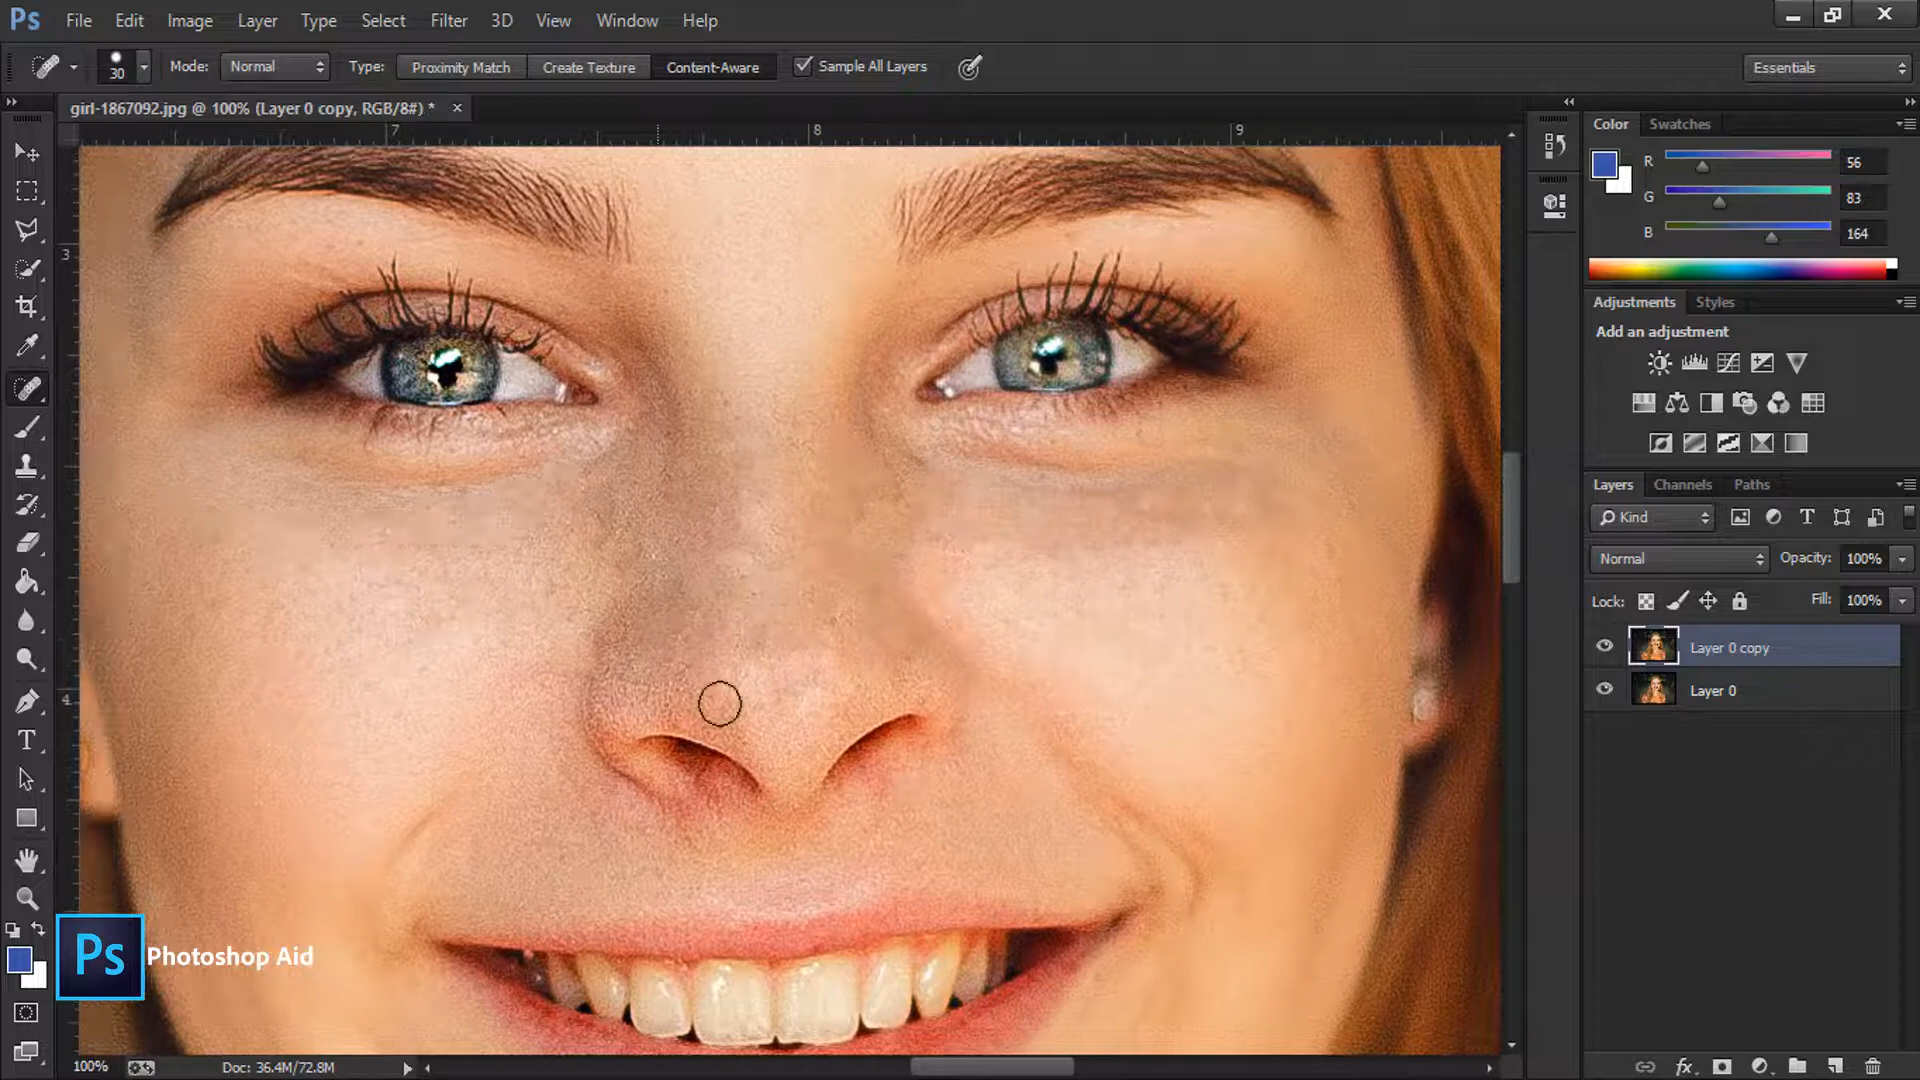 Ps File Edit Image Layer Type Select Filter 3D View Window Help
30 Mode: Normal Type: Proximity Match Create Texture Content-Aware Sample All Layers Essentials
girl-1867092.jpg @ 100% (Layer 0 copy, RGB/8#) * ×
7 8 9
3
4
Color Swatches
R 56
G 83
B 164
Adjustments Styles
Add an adjustment
Layers Channels Paths
Kind
Normal Opacity: 100%
Lock: Fill: 100%
Layer 0 copy
Layer 0
Ps Photoshop Aid
100% Doc: 36.4M/72.8M
fx